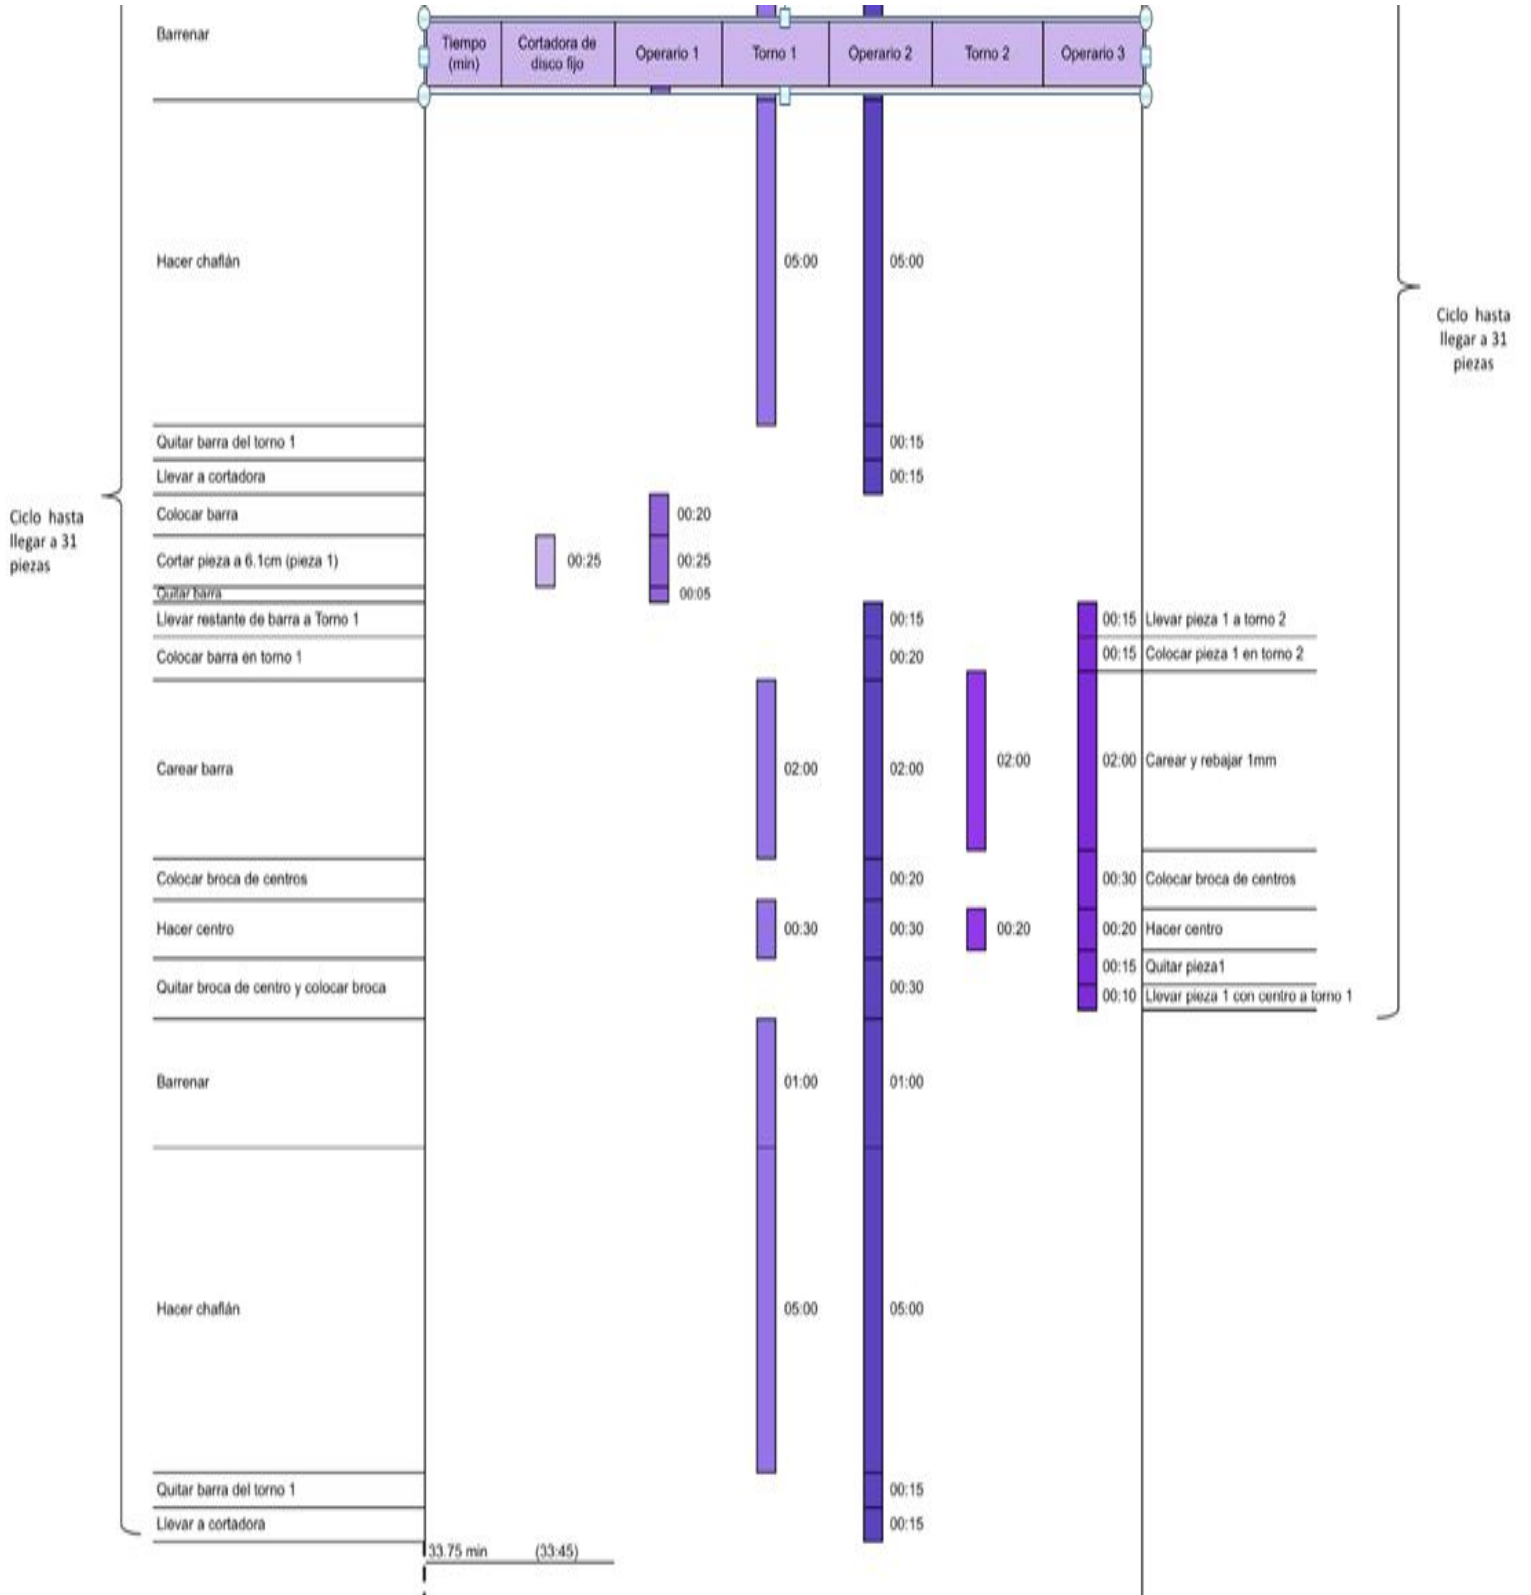 Barrenar
Tiempo
(min)
Cortadora de
disco fijo
Operario 1
Torno 1
Operario 2
Torno 2
Operario 3
Hacer chaflán
05:00
05:00
Ciclo hasta
llegar a 31
piezas
Quitar barra del torno 1
00:15
Llevar a cortadora
00:15
Ciclo hasta
llegar a 31
piezas
Colocar barra
00:20
Cortar pieza a 6.1cm (pieza 1)
00:25
00:25
Quitar barra
00:05
Llevar restante de barra a Torno 1
00:15
00:15 Llevar pieza 1 a torno 2
Colocar barra en torno 1
00:20
00:15 Colocar pieza 1 en torno 2
Carear barra
02:00
02:00
02:00
02:00 Carear y rebajar 1mm
Colocar broca de centros
00:20
00:30 Colocar broca de centros
Hacer centro
00:30
00:30
00:20
00:20 Hacer centro
00:15 Quitar pieza1
Quitar broca de centro y colocar broca
00:30
00:10 Llevar pieza 1 con centro a torno 1
Barrenar
01:00
01:00
Hacer chaflán
05:00
05:00
Quitar barra del torno 1
00:15
Llevar a cortadora
00:15
33.75 min (33:45)